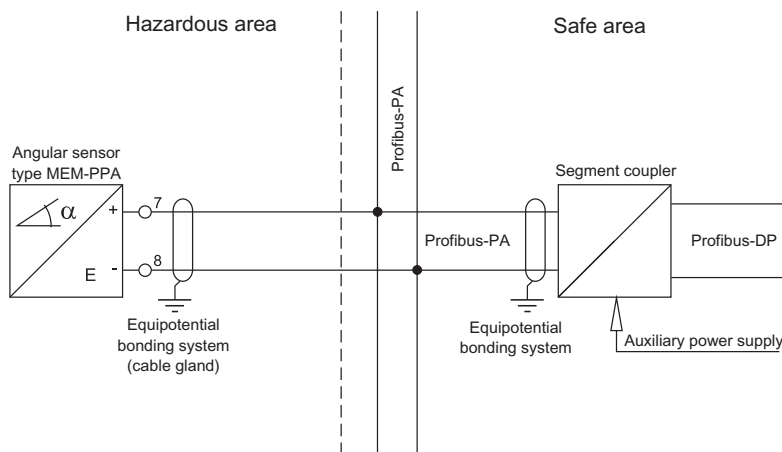 Hazardous area
Safe area
Profibus-PA
Angular sensor
type MEM-PPA
α
+
7
E
-
8
Equipotential
bonding system
(cable gland)
Profibus-PA
Equipotential
bonding system
Segment coupler
Profibus-DP
Auxiliary power supply